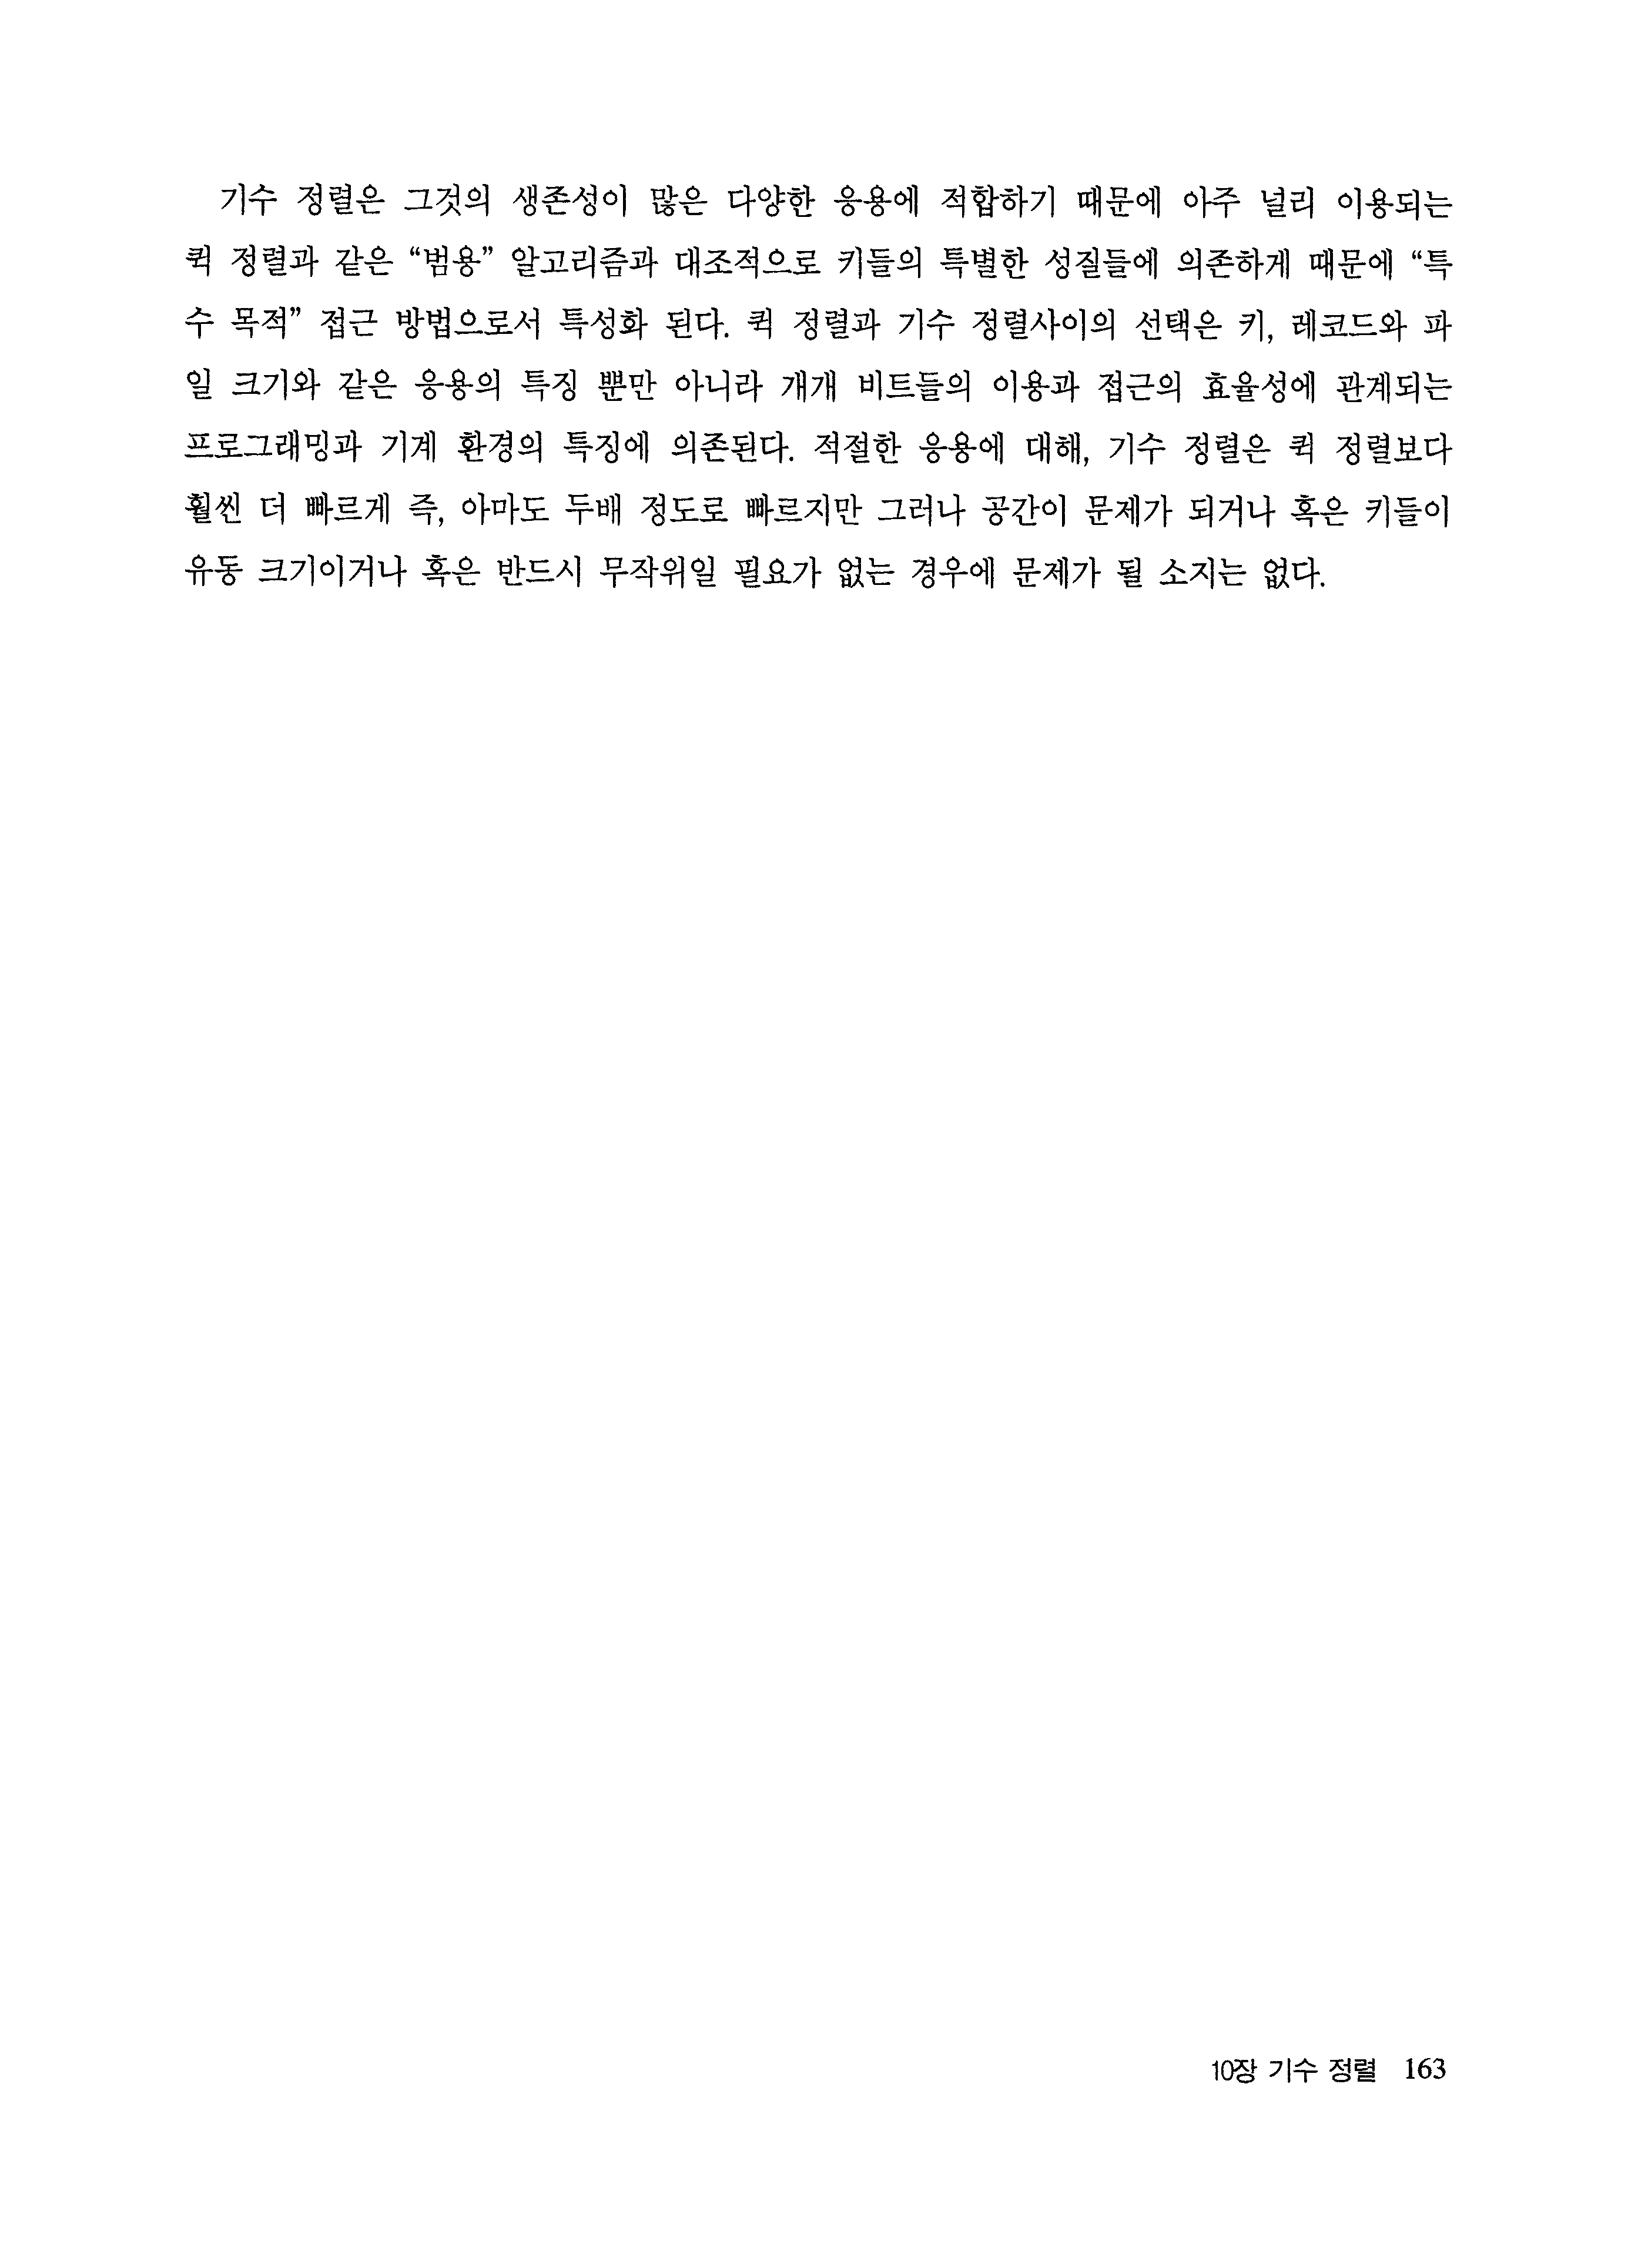 기수 정렬은 그것의 생존성이 많은 다양한 응용에 적합하기 때문에 아주 널리 이용되는
퀵 정렬과 같은 “범용” 알고리즘과 대조적으로 키들의 특별한 성질들에 의존하게 때문에 “특
수 목적” 접근 방법으로서 특성화 된다. 퀵 정렬과 기수 정렬사이의 선택은 키, 레코드와 파
일 크기와 같은 응용의 특징 뿐만 아니라 개개 비트들의 이용과 접근의 효율성에 관계되는
프로그래밍과 기계 환경의 특징에 의존된다. 적절한 응용에 대해, 기수 정렬은 퀵 정렬보다
훨씬 더 빠르게 즉, 아마도 두배 정도로 빠르지만 그러나 공간이 문제가 되거나 혹은 키들이
유동 크기이거나 혹은 반드시 무작위일 필요가 없는 경우에 문제가 될 소지는 없다.
10장 기수 정렬 163